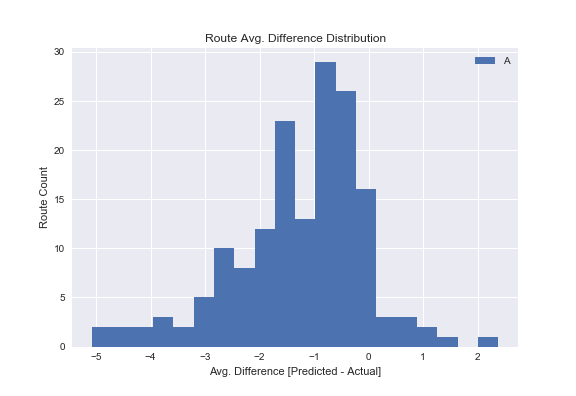 Route Avg. Difference Distribution
A
30
25
20
15
10
5
0
Route Count
−5 −4 −3 −2 −1 0 1 2
Avg. Difference [Predicted - Actual]